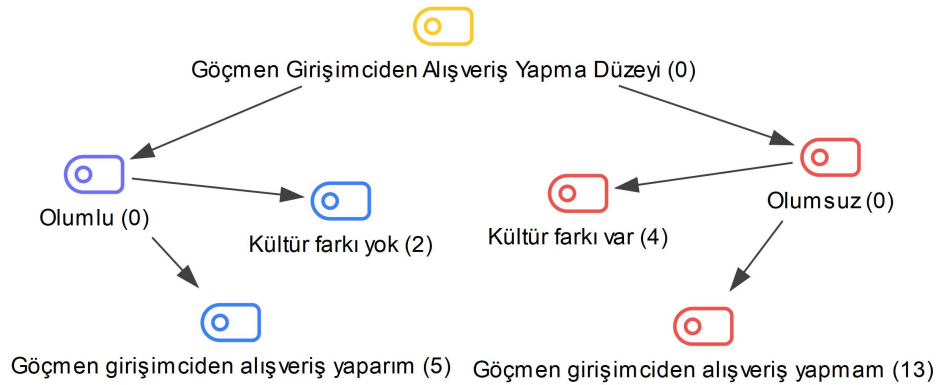 Göçmen Girişimciden Alışveriş Yapma Düzeyi (0)
Olumlu (0)
Olumsuz (0)
Kültür farkı yok (2)
Kültür farkı var (4)
Göçmen girişimciden alışveriş yaparım (5)
Göçmen girişimciden alışveriş yapmam (13)